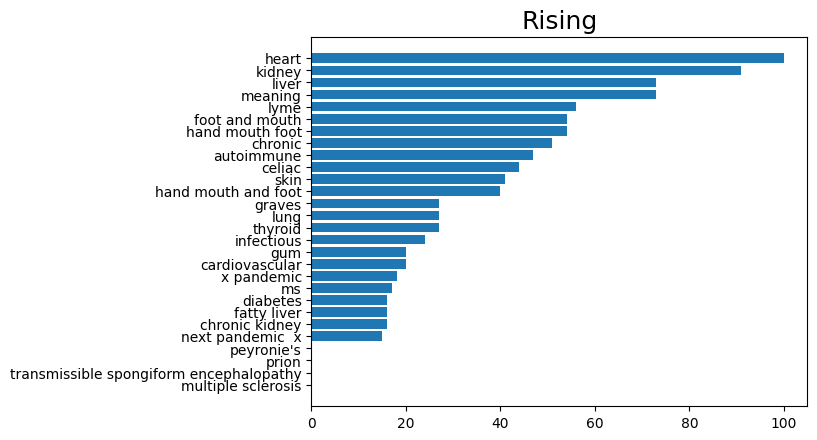 Rising
heart
kidney
liver
meaning
lyme
foot and mouth
hand mouth foot
chronic
autoimmune
celiac
skin
hand mouth and foot
graves
lung
thyroid
infectious
gum
cardiovascular
x pandemic
ms
diabetes
fatty liver
chronic kidney
next pandemic  x
peyronie's
prion
transmissible spongiform encephalopathy
multiple sclerosis
0 20 40 60 80 100